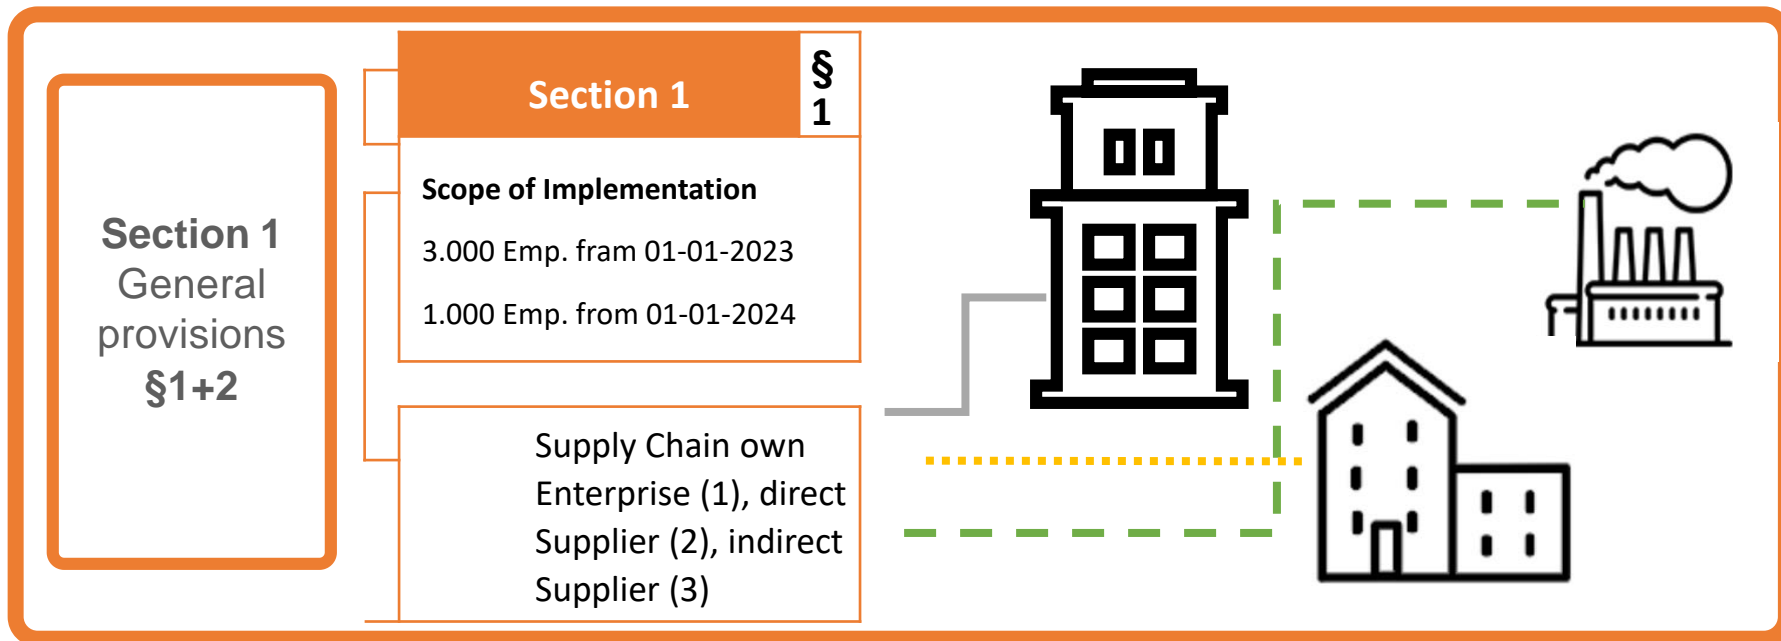 Section 1
General
provisions
§1+2
Section 1
§
1
Scope of Implementation
3.000 Emp. fram 01-01-2023
1.000 Emp. from 01-01-2024
Supply Chain own
Enterprise (1), direct
Supplier (2), indirect
Supplier (3)